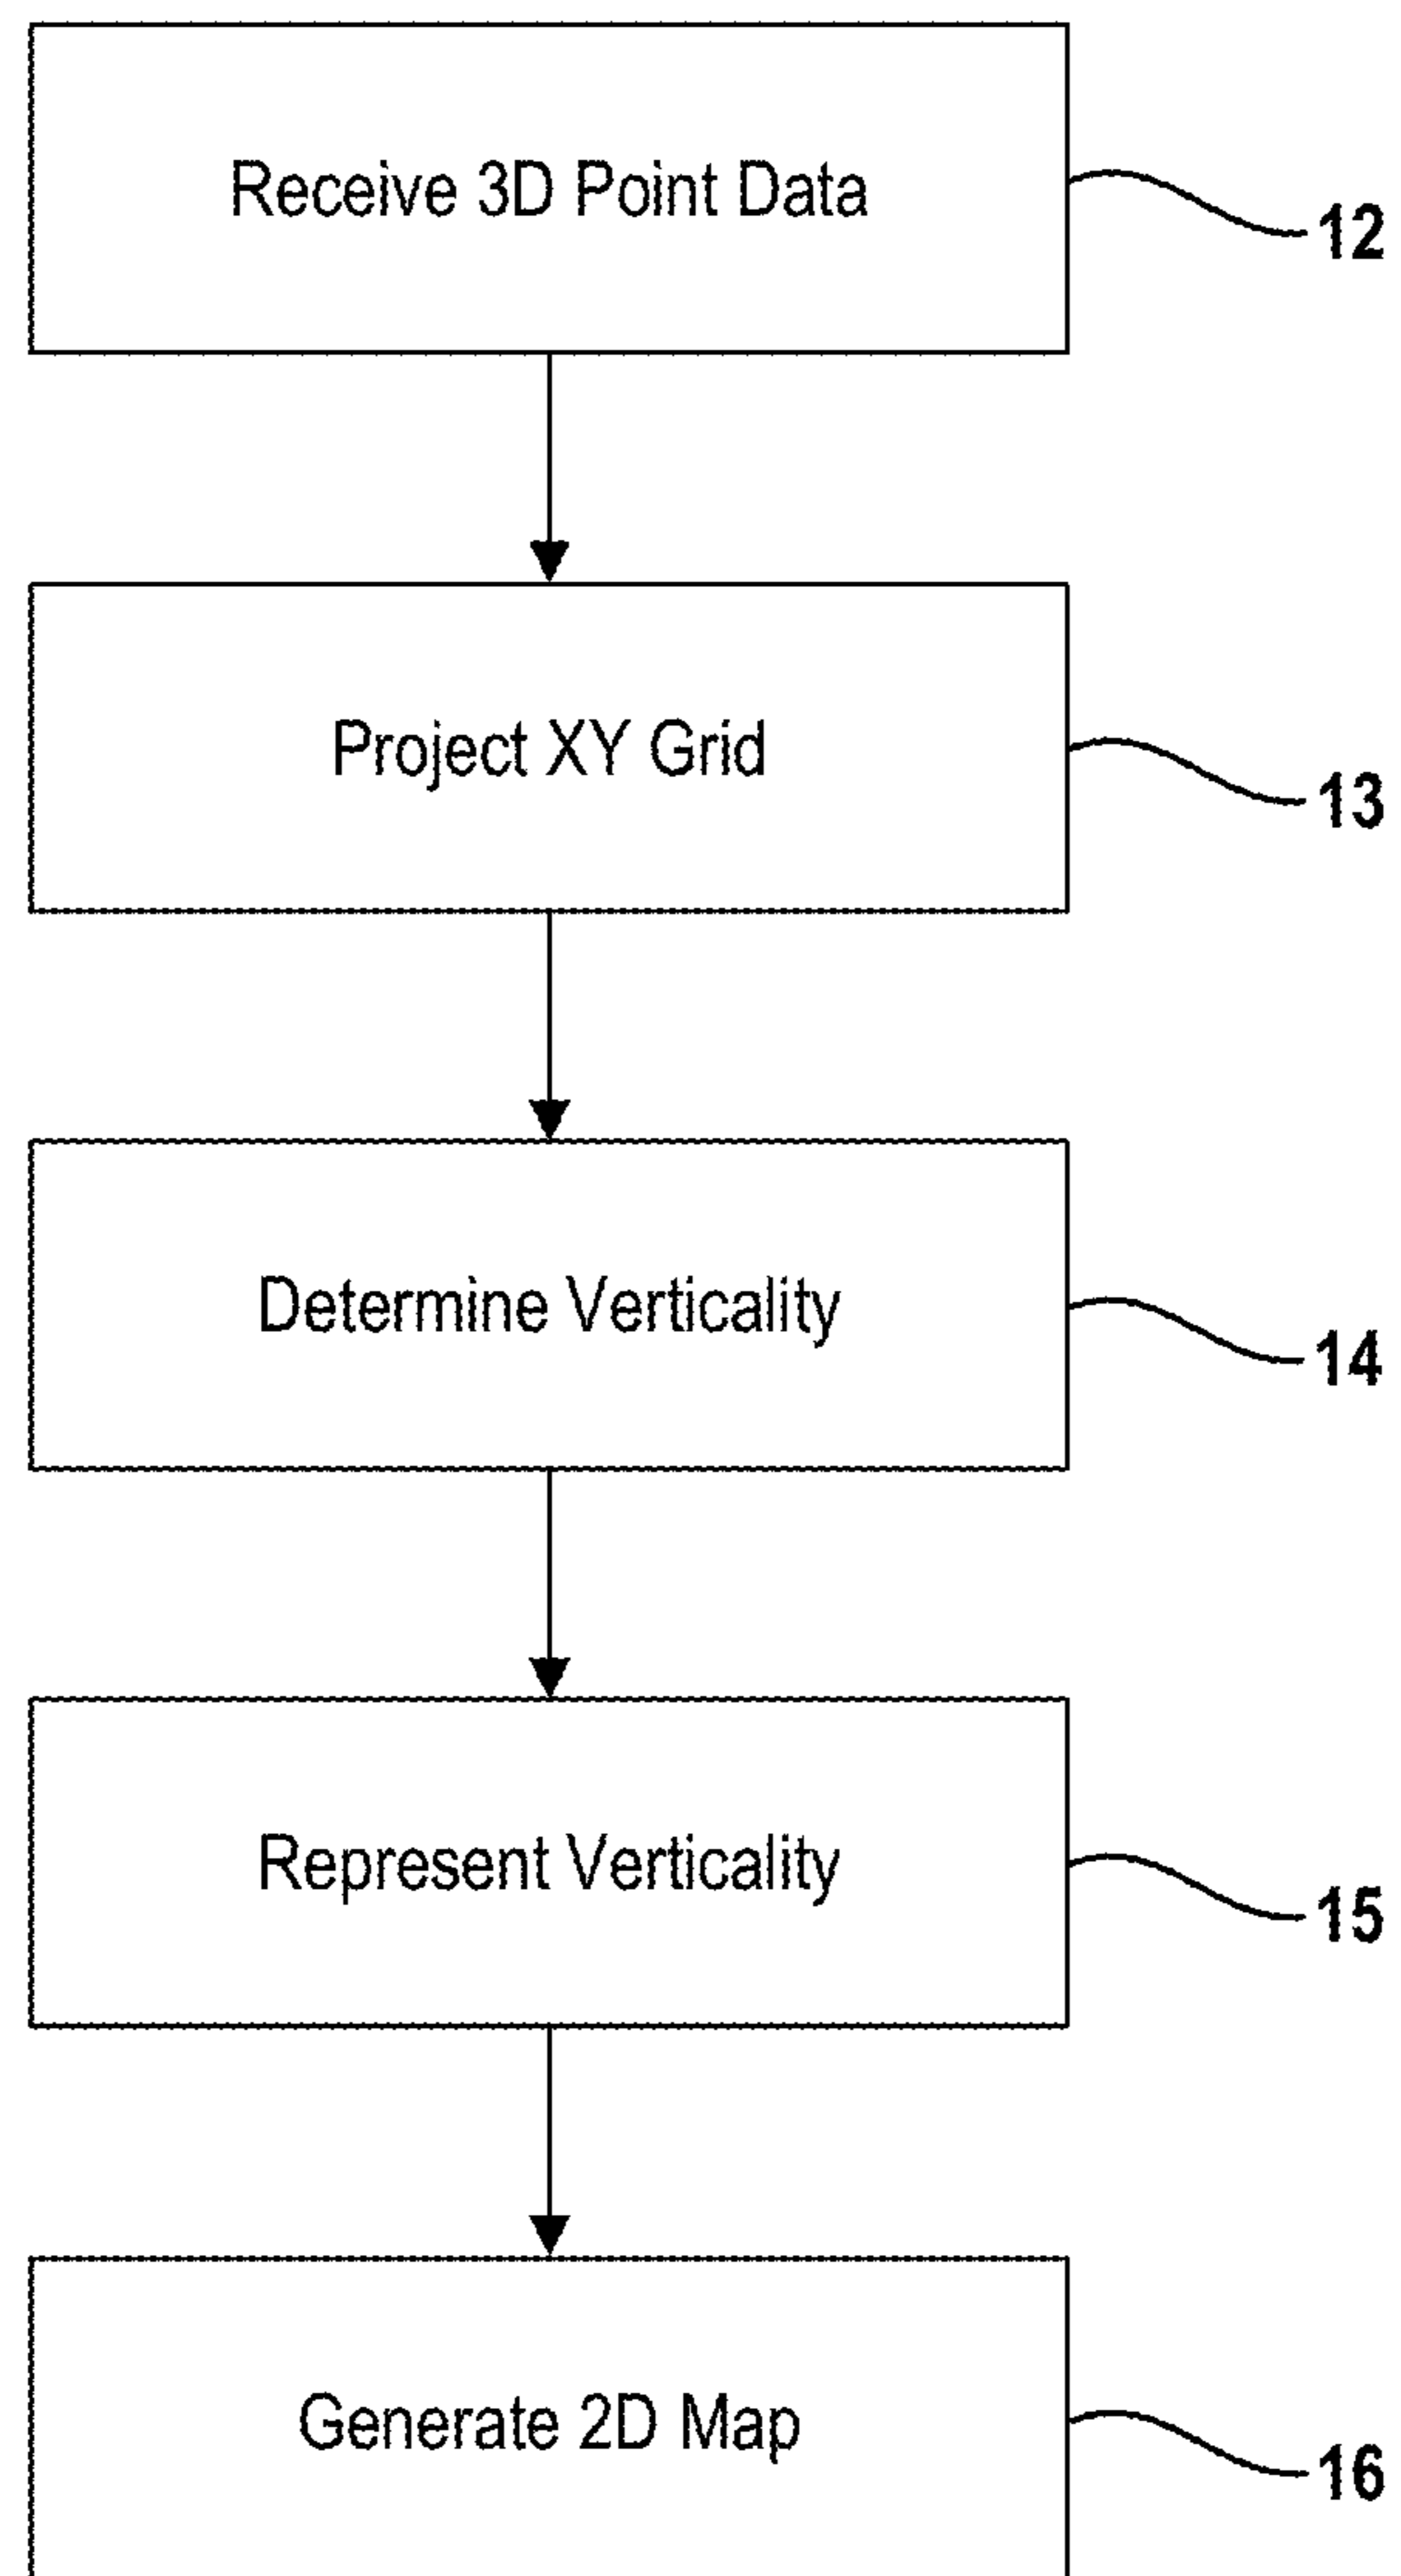 Receive 3D Point Data
12
Project XY Grid
13
Determine Verticality
14
Represent Verticality
15
Generate 2D Map
16